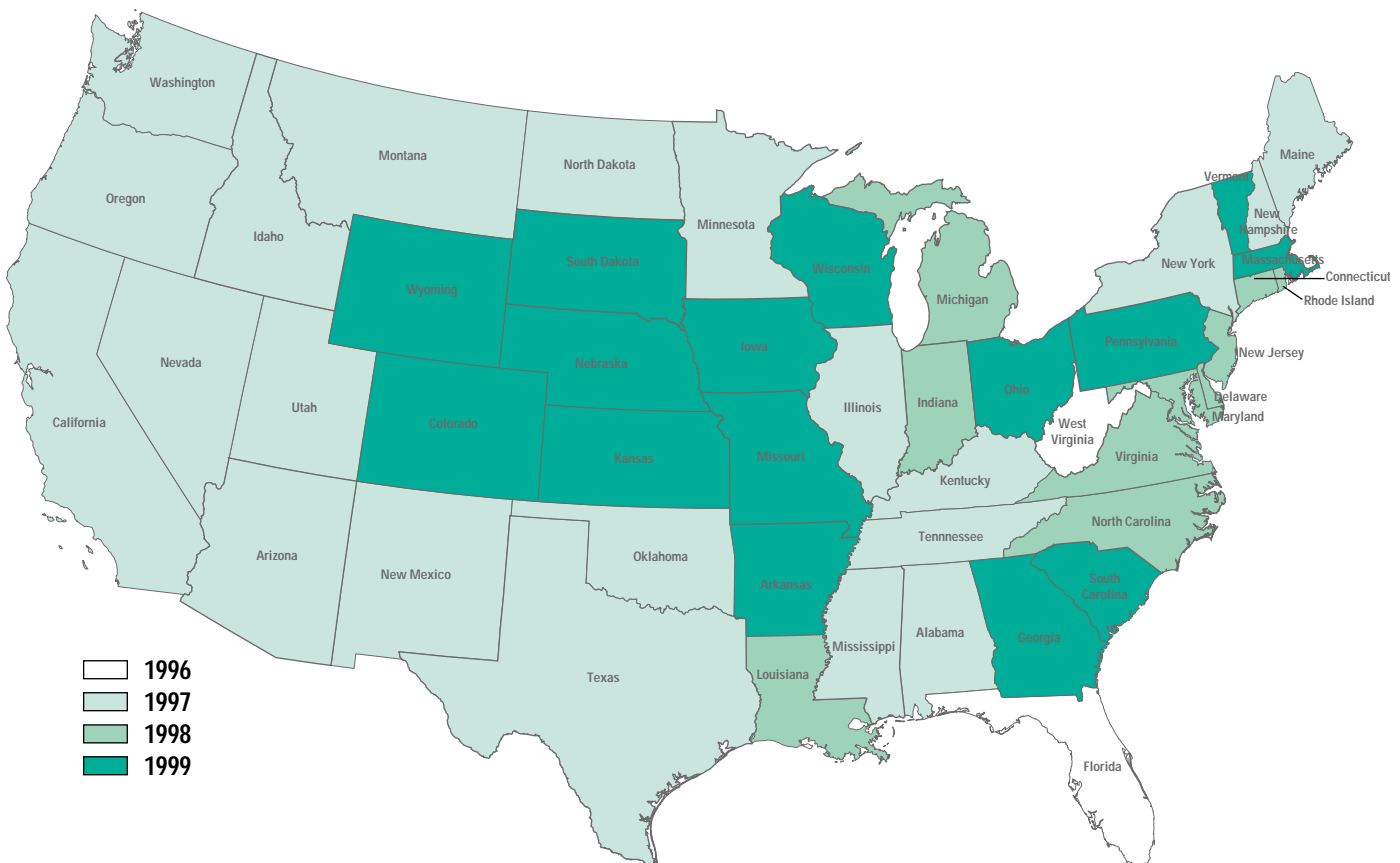 Washington
Montana
North Dakota
Minnesota
Oregon
Idaho
Wyoming
South Dakota
Wisconsin
Michigan
Vermont
Maine
New
Hampshire
New York
Massachusetts
Connecticut
Rhode Island
Nevada
Utah
California
Colorado
Nebraska
Iowa
Kansas
Missouri
Illinois
Indiana
Ohio
Pennsylvania
New Jersey
Delaware
Maryland
West
Virginia
Virginia
Kentucky
North Carolina
Tennnessee
Arizona
New Mexico
Oklahoma
Arkansas
South
Carolina
Mississippi
Alabama
Georgia
Texas
Louisiana
Florida
1996
1997
1998
1999